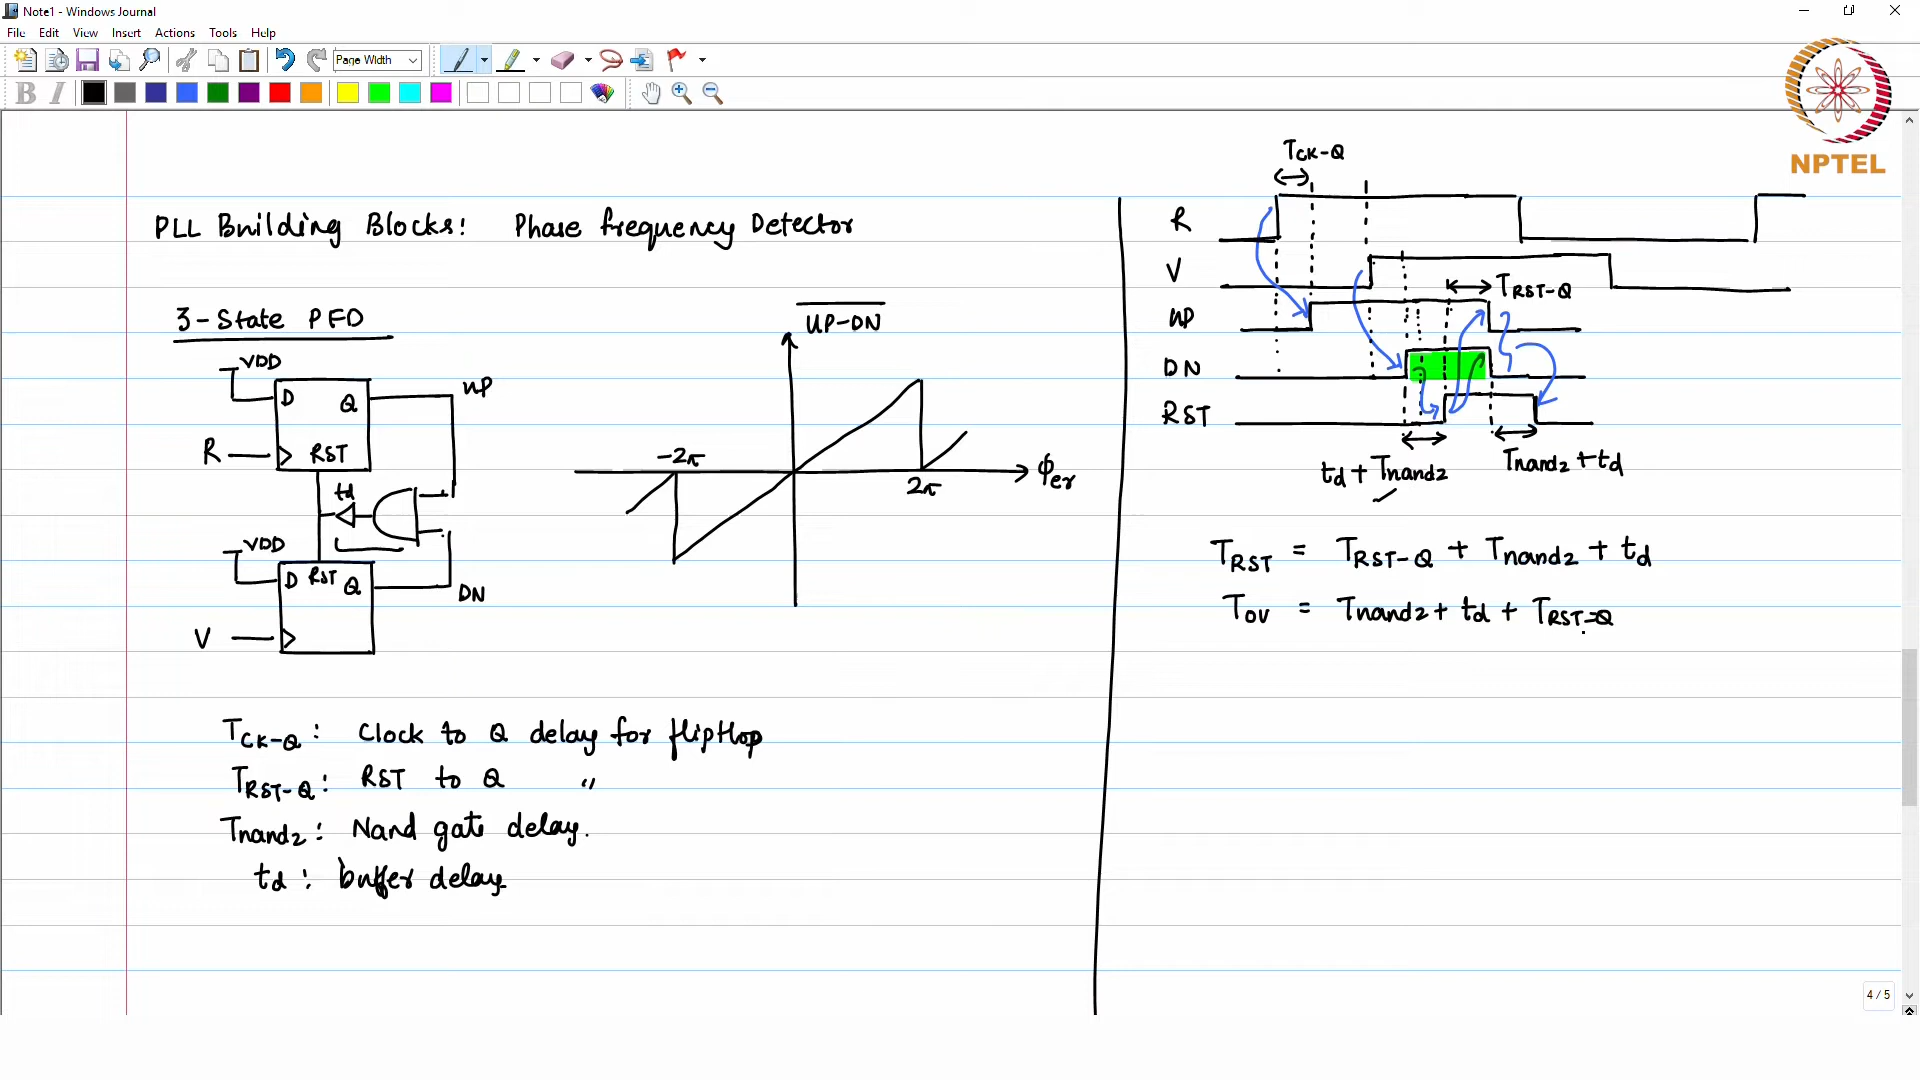 Note1 - Windows Journal
File Edit View Insert Actions Tools Help
Page Width
B I
NPTEL
PLL Building Blocks: Phase frequency Detector
3-State PFD
VDD
D Q UP
R RST
td
VDD
D RST Q DN
V
UP-DN
-2π
2π
φer
TCK-Q : Clock to Q delay for flipflop
TRST-Q : RST to Q "
Tnand2 : Nand gate delay.
td : buffer delay
TCK-Q
R
V
TRST-Q
UP
DN
RST
td + Tnand2
Tnand2 + td
TRST = TRST-Q + Tnand2 + td
Tov = Tnand2 + td + TRST-Q
4 / 5